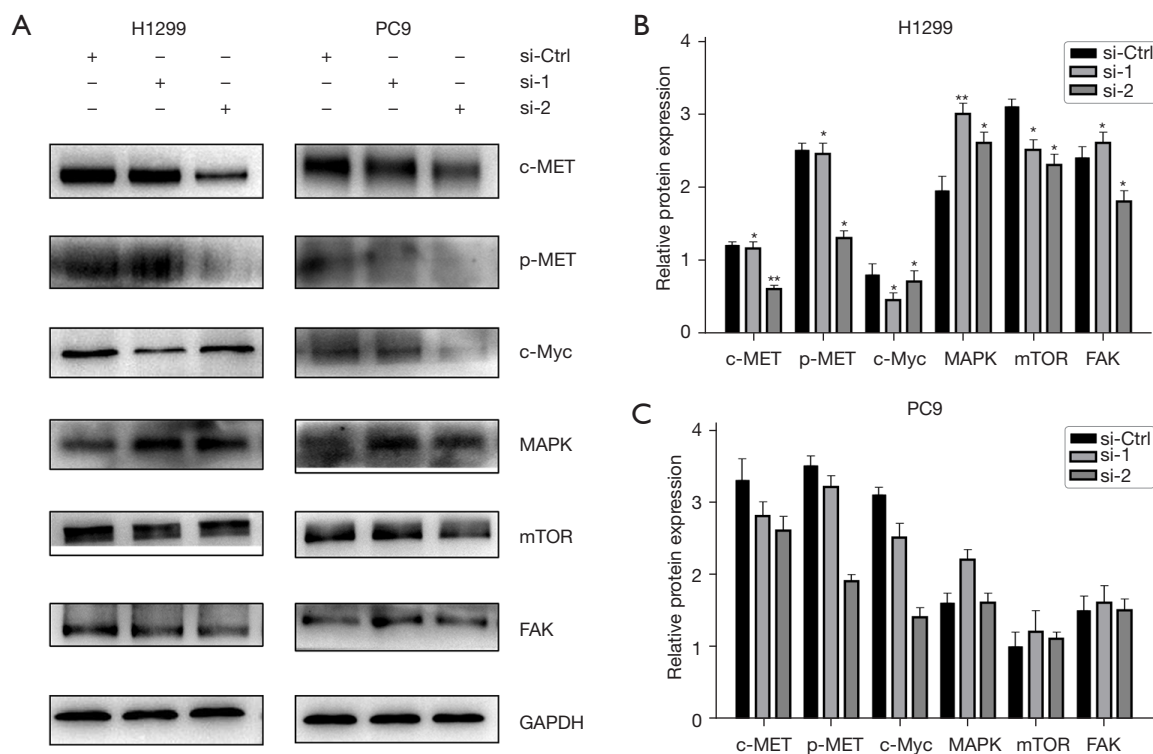 A
H1299
PC9
+ – – + – – si-Ctrl
– + – – + – si-1
– – + – – + si-2
c-MET
p-MET
c-Myc
MAPK
mTOR
FAK
GAPDH
B
H1299
Relative protein expression
4
3
2
1
0
si-Ctrl
si-1
si-2
* ** * * * * ** * * * * *
c-MET p-MET c-Myc MAPK mTOR FAK
C
PC9
Relative protein expression
4
3
2
1
0
si-Ctrl
si-1
si-2
c-MET p-MET c-Myc MAPK mTOR FAK